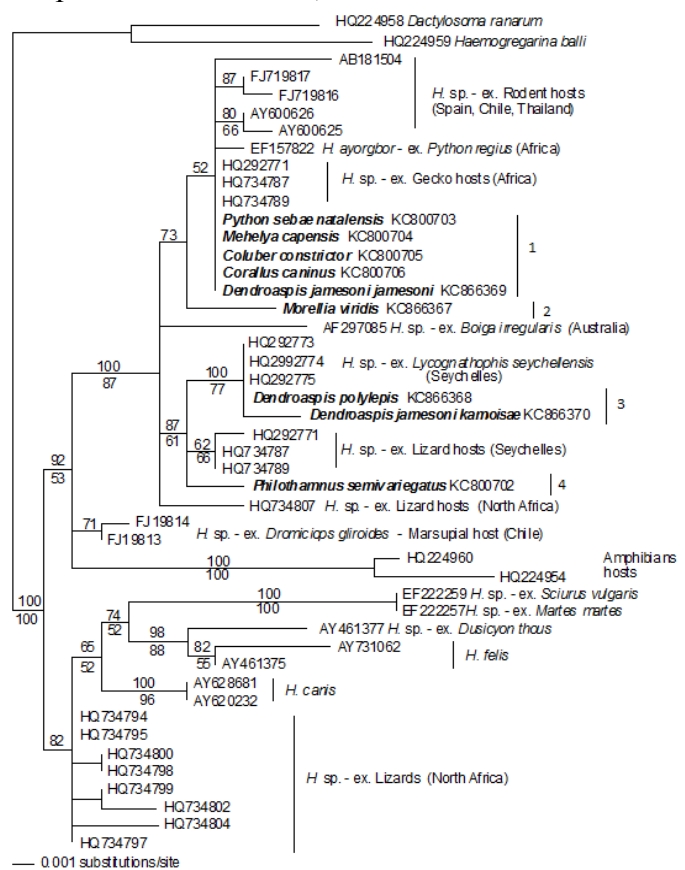 HQ224958 Dactylosoma ranarum
HQ224959 Haemogregarina balli
AB181504
87 FJ719817
FJ719816
H. sp. - ex. Rodent hosts
(Spain, Chile, Thailand)
80 AY600626
66 AY600625
EF157822 H. ayorgbor - ex. Python regius (Africa)
52
HQ292771
HQ734787
HQ734789
H. sp. - ex. Gecko hosts (Africa)
Python sebae natalensis KC800703
Mehelya capensis KC800704
Coluber constrictor KC800705
Corallus caninus KC800706
Dendroaspis jamesoni jamesoni KC866369
1
73
Morellia viridis KC866367
2
AF297085 H. sp. - ex. Boiga irregularis (Australia)
HQ292773
HQ2992774
HQ292775
H. sp. - ex. Lycognathophis seychellensis
(Seychelles)
100
87
100
77
Dendroaspis polylepis KC866368
Dendroaspis jamesoni kamoisae KC866370
3
87
61
62
66
HQ292771
HQ734787
HQ734789
H. sp. - ex. Lizard hosts (Seychelles)
Philothamnus semivariegatus KC800702
4
92
53
HQ734807 H. sp. - ex. Lizard hosts (North Africa)
71 FJ19814
FJ19813
H. sp. - ex. Dromiciops gliroides - Marsupial host (Chile)
100
100
HQ224960
HQ224954
Amphibians
hosts
100
100
100
100
EF222259 H. sp. - ex. Sciurus vulgaris
EF222257H. sp. - ex. Martes martes
74
52
AY461377 H. sp. - ex. Dusicyon thous
98
88
82
55
AY731062
AY461375
H. felis
65
52
100
96
AY628681
AY620232
H. canis
82
HQ734794
HQ734795
HQ734800
HQ734798
HQ734799
HQ734802
HQ734804
HQ734797
H sp. - ex. Lizards (North Africa)
0.001 substitutions/site